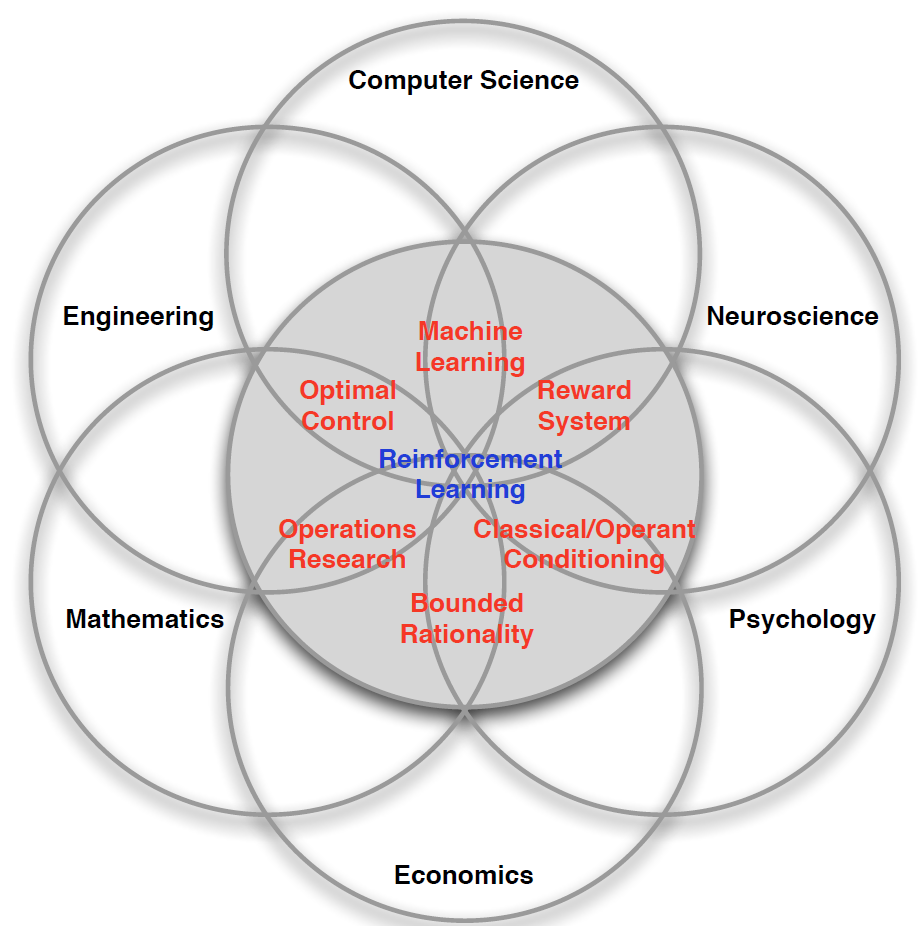 Computer Science
Engineering
Neuroscience
Machine
Learning
Optimal
Control
Reward
System
Reinforcement
Learning
Operations
Research
Classical/Operant
Conditioning
Bounded
Rationality
Mathematics
Psychology
Economics